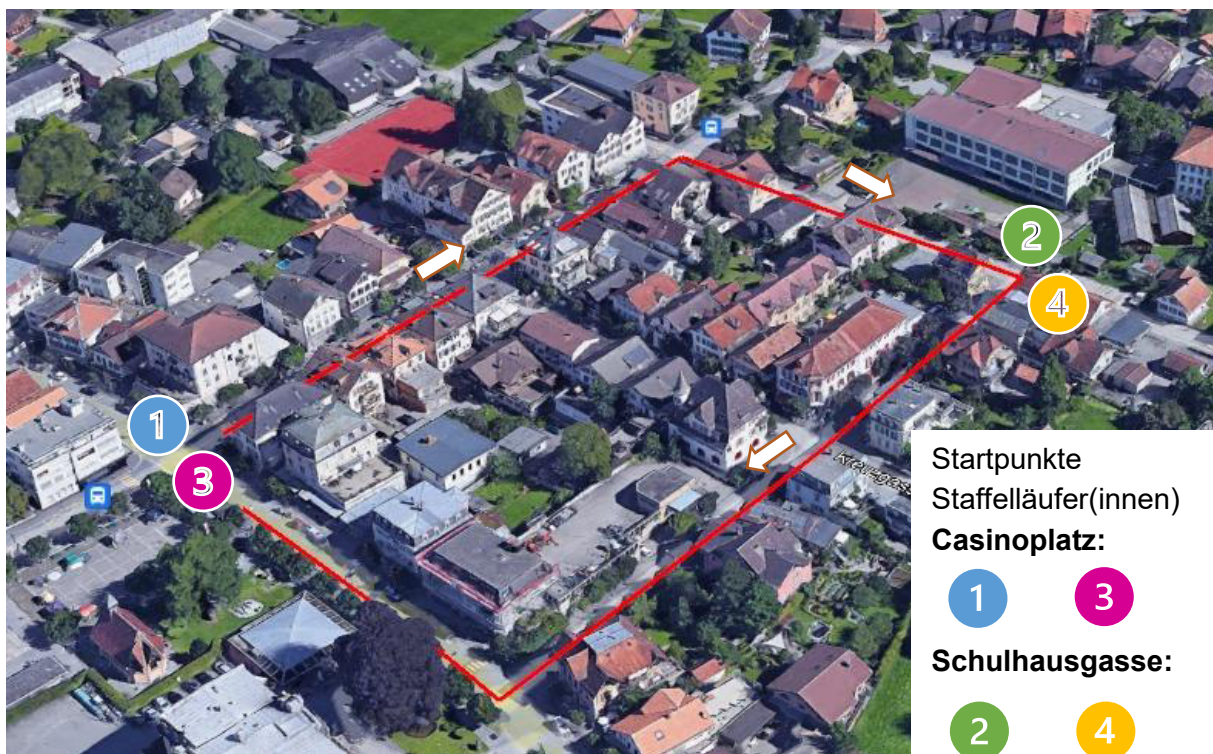 2
1
4
3
Startpunkte
Staffelläufer(innen)
Casinoplatz:
1 3
Schulhausgasse:
2 4